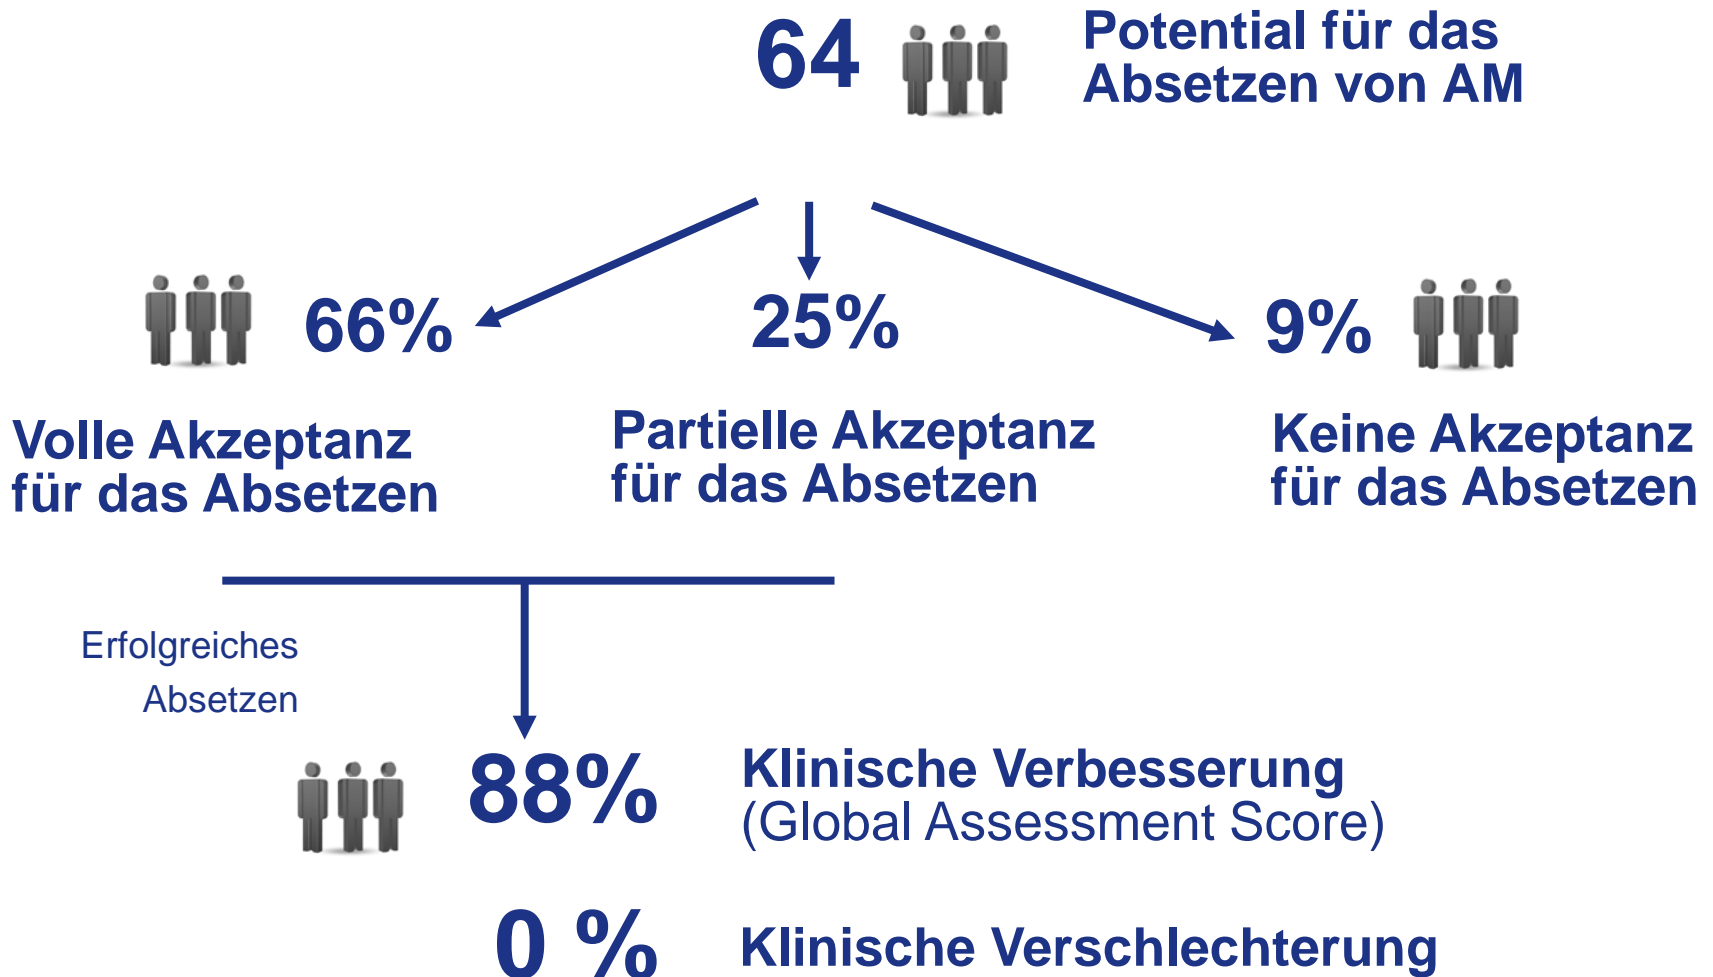 64
Potential für das
Absetzen von AM
66%
25%
9%
Volle Akzeptanz
für das Absetzen
Partielle Akzeptanz
für das Absetzen
Keine Akzeptanz
für das Absetzen
Erfolgreiches
Absetzen
88%
Klinische Verbesserung
(Global Assessment Score)
0 %
Klinische Verschlechterung